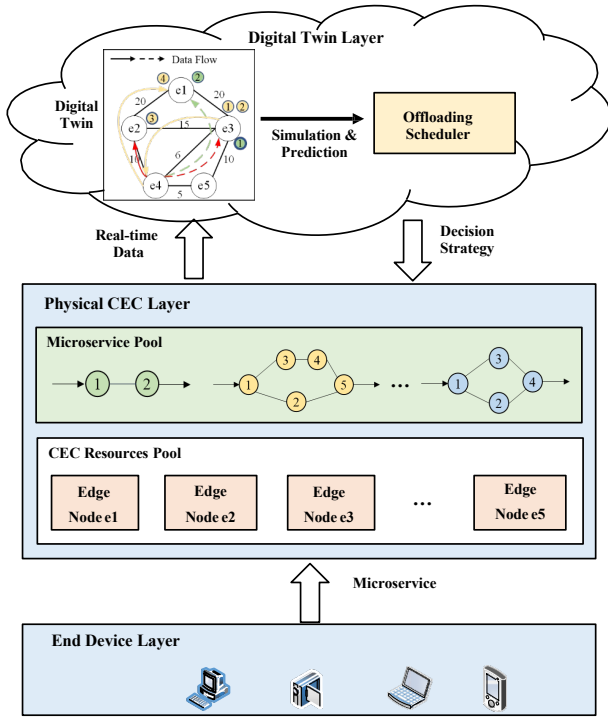 Digital Twin Layer
Data Flow
Digital
Twin
4
2
e1
1 2
20
20
3
e2
15
e3
1
10
6
10
e4
5
e5
Simulation &
Prediction
Offloading
Scheduler
Real-time
Data
Decision
Strategy
Physical CEC Layer
Microservice Pool
1
2
1
3
4
2
5
...
1
3
2
4
CEC Resources Pool
Edge
Node e1
Edge
Node e2
Edge
Node e3
...
Edge
Node e5
Microservice
End Device Layer